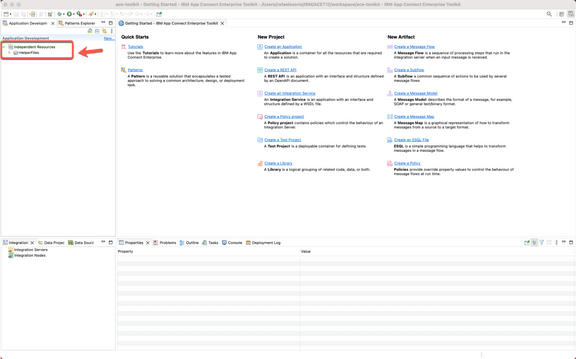 ace-toolkit - Getting Started - IBM App Connect Enterprise Toolkit
Application Developm
Patterns Explorer
Getting Started - IBM App Connect Enterprise Toolkit
Application Development
New...
Independent Resources
HelperFiles
Quick Starts
Tutorials
Use the Tutorials to learn more about the features in IBM App
Connect Enterprise.
Patterns
A Pattern is a reusable solution that encapsulates a tested
approach to solving a common architecture, design, or deployment
task.
New Project
Create an Application
An Application is a container for all the resources that are required
to create a solution.
Create a REST API
A REST API is an application with an interface and structure defined
by an OpenAPI document.
Create an Integration Service
An Integration Service is an application with an interface and
structure defined by a WSDL file.
Create a Policy project
A Policy project contains policies which control the behaviour of an
Integration Server.
Create a Test Project
A Test Project is a deployable container for defining tests.
Create a Library
A Library is a logical grouping of related code, data, or both.
New Artifact
Create a Message Flow
A Message Flow is a sequence of processing steps that run in the
integration server when an input message is received.
Create a Subflow
A Subflow is a common sequence of actions to be used by several
message flows.
Create a Message Model
A Message Model describes the format of a message, for example,
SOAP or general text/binary format.
Create a Message Map
A Message Map is a graphical representation of how to transform
messages from a source to a target format.
Create an ESQL File
ESQL is a simple programming language that helps to transform
messages in a message flow.
Create a Policy
Policies provide override property values to control the behaviour of
message flows at run time.
Integration
Data Projec
Data Sourc
Integration Servers
Integration Nodes
Properties
Problems
Outline
Tasks
Console
Deployment Log
Property
Value